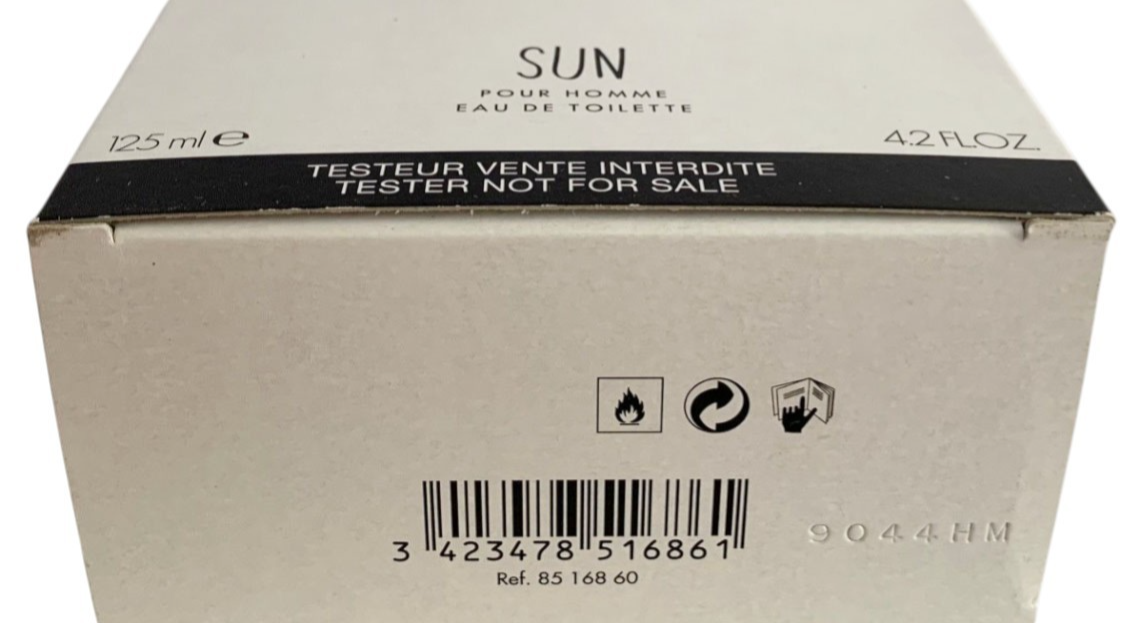 SUN
POUR HOMME
EAU DE TOILETTE
125 ml ℮
4.2 FL.OZ.
TESTEUR VENTE INTERDITE
TESTER NOT FOR SALE
9044HM
3 423478 516861
Ref. 85 168 60